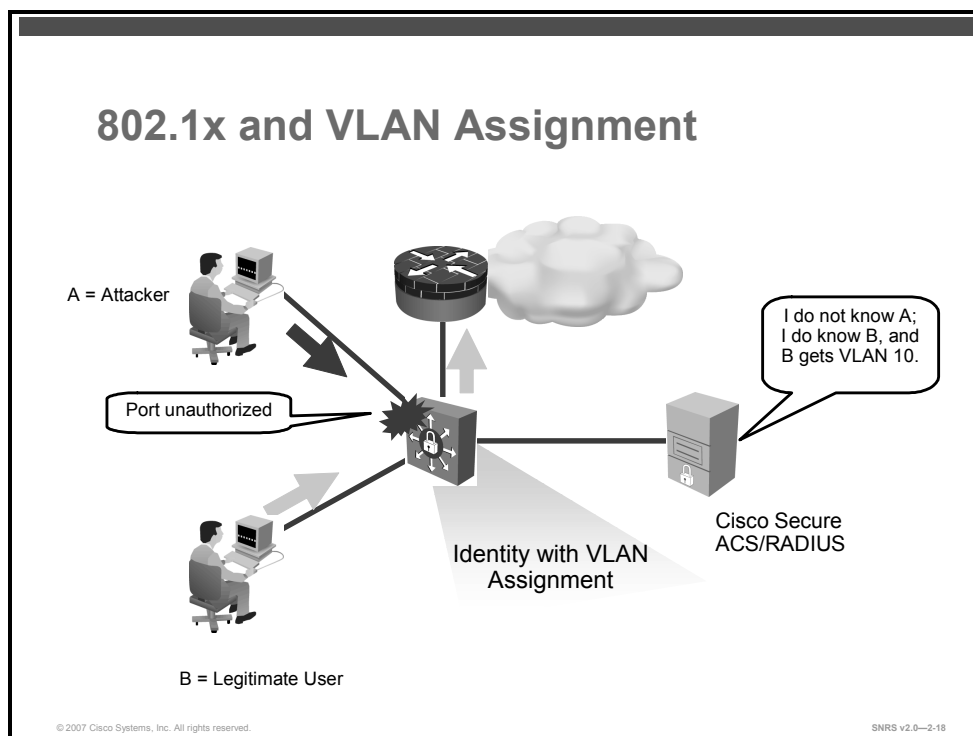 802.1x and VLAN Assignment
A = Attacker
I do not know A;
I do know B, and
B gets VLAN 10.
Port unauthorized
Cisco Secure
ACS/RADIUS
Identity with VLAN
Assignment
B = Legitimate User
© 2007 Cisco Systems, Inc. All rights reserved.
SNRS v2.0—2-18